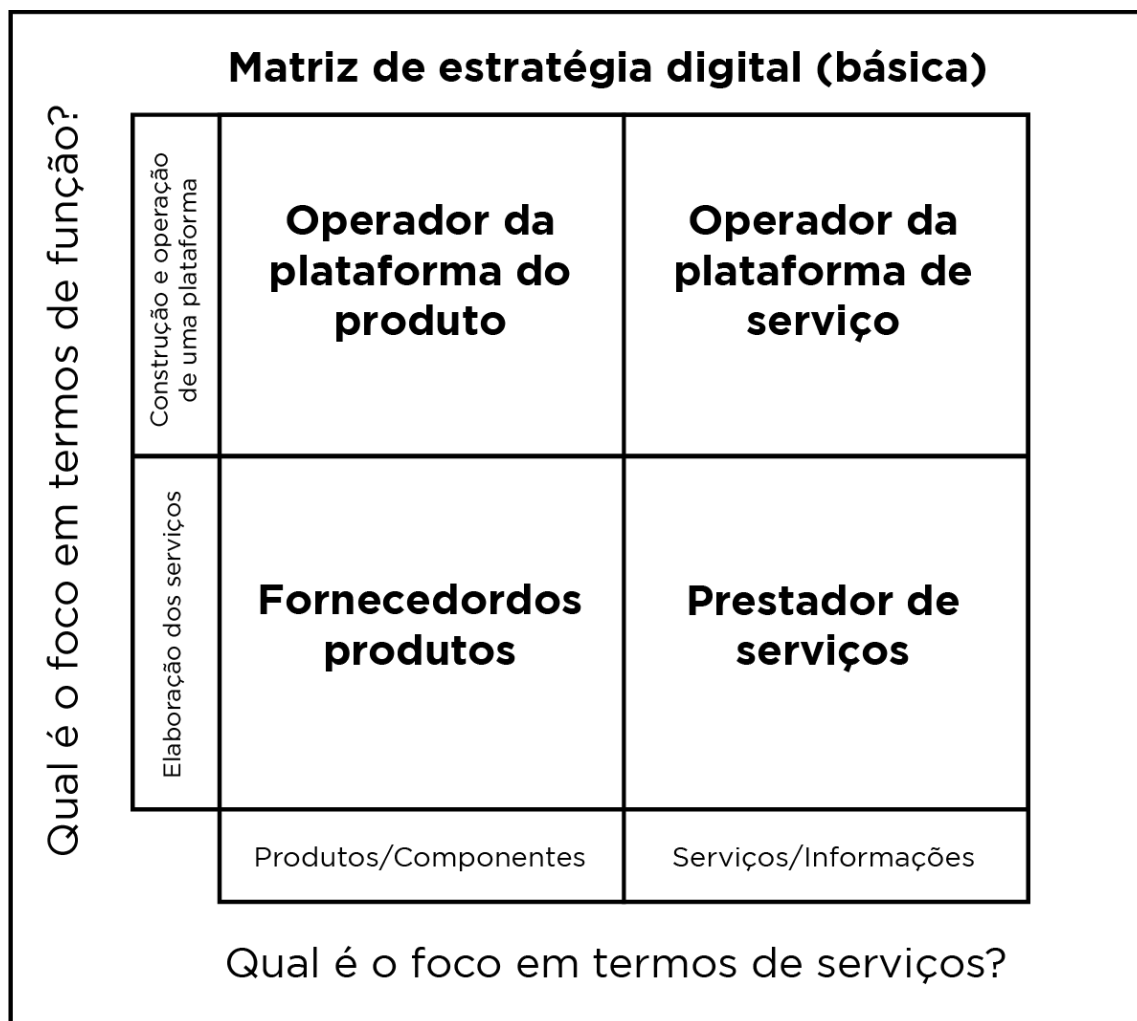 Matriz de estratégia digital (básica)
Qual é o foco em termos de função?
Construção e operação
de uma plataforma
Operador da
plataforma do
produto
Operador da
plataforma de
serviço
Elaboração dos serviços
Fornecedordos
produtos
Prestador de
serviços
Produtos/Componentes
Serviços/Informações
Qual é o foco em termos de serviços?